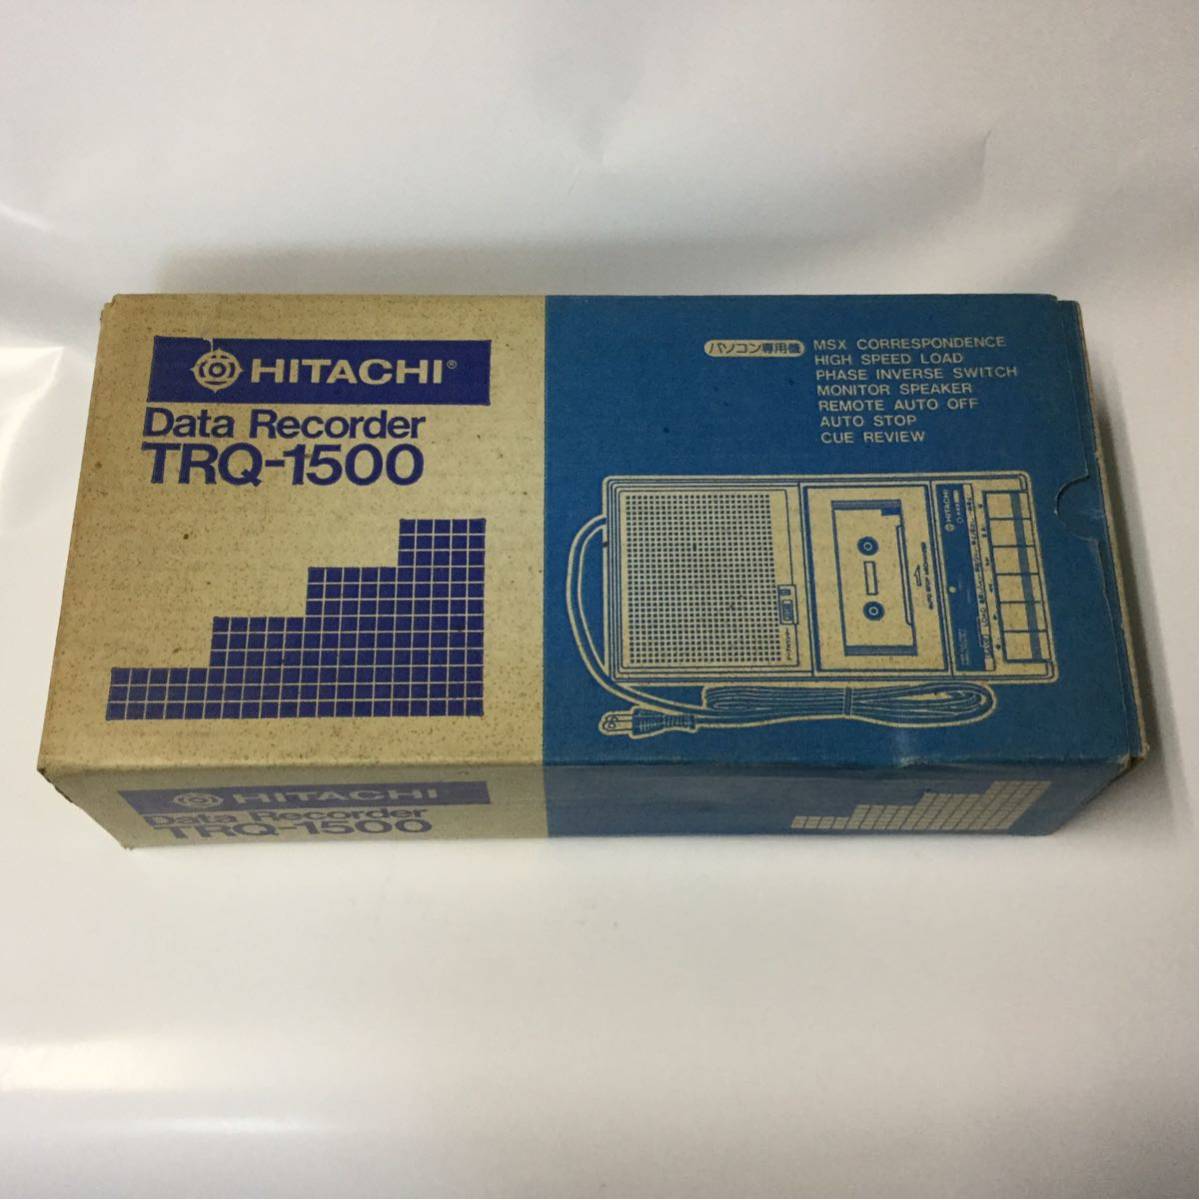 HITACHI®
Data Recorder
TRQ-1500
パソコン専用機
MSX CORRESPONDENCE
HIGH SPEED LOAD
PHASE INVERSE SWITCH
MONITOR SPEAKER
REMOTE AUTO OFF
AUTO STOP
CUE REVIEW
HITACHI
HITACHI
Data Recorder
TRQ-1500